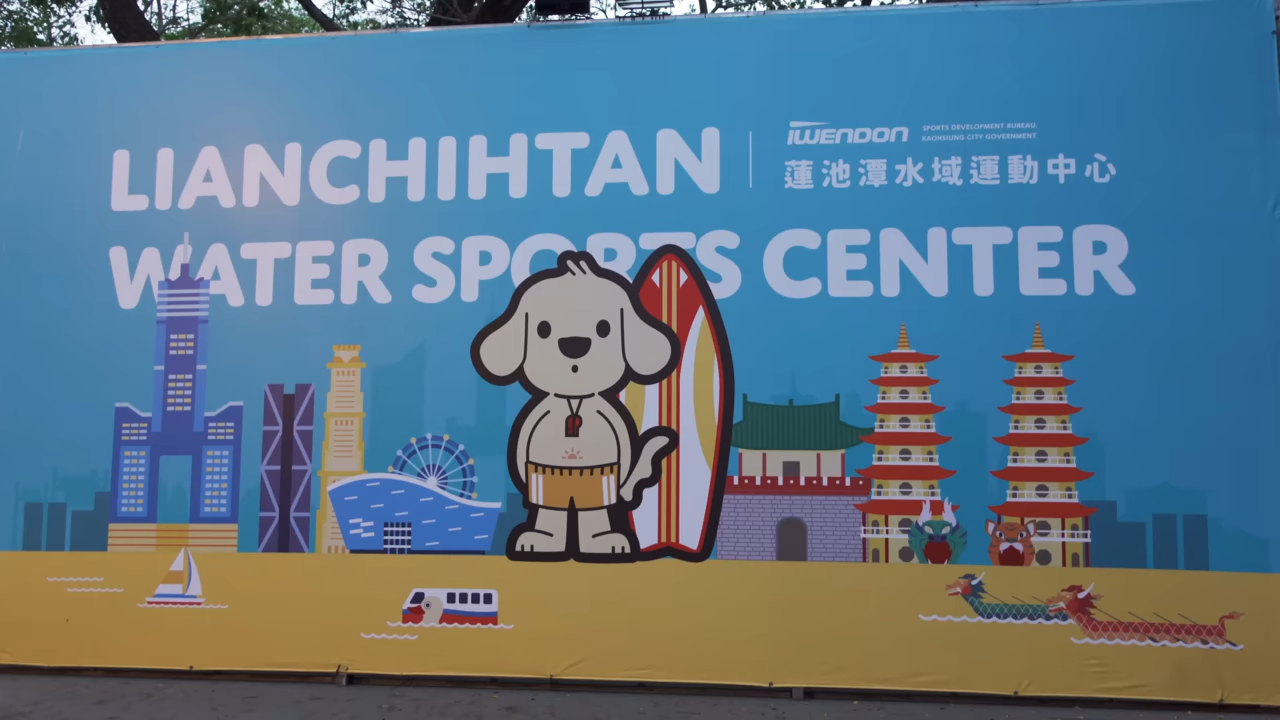 LIANCHIHTAN
iWENDON
SPORTS DEVELOPMENT BUREAU.
KAOHSIUNG CITY GOVERNMENT
蓮池潭水域運動中心
WATER SPORTS CENTER